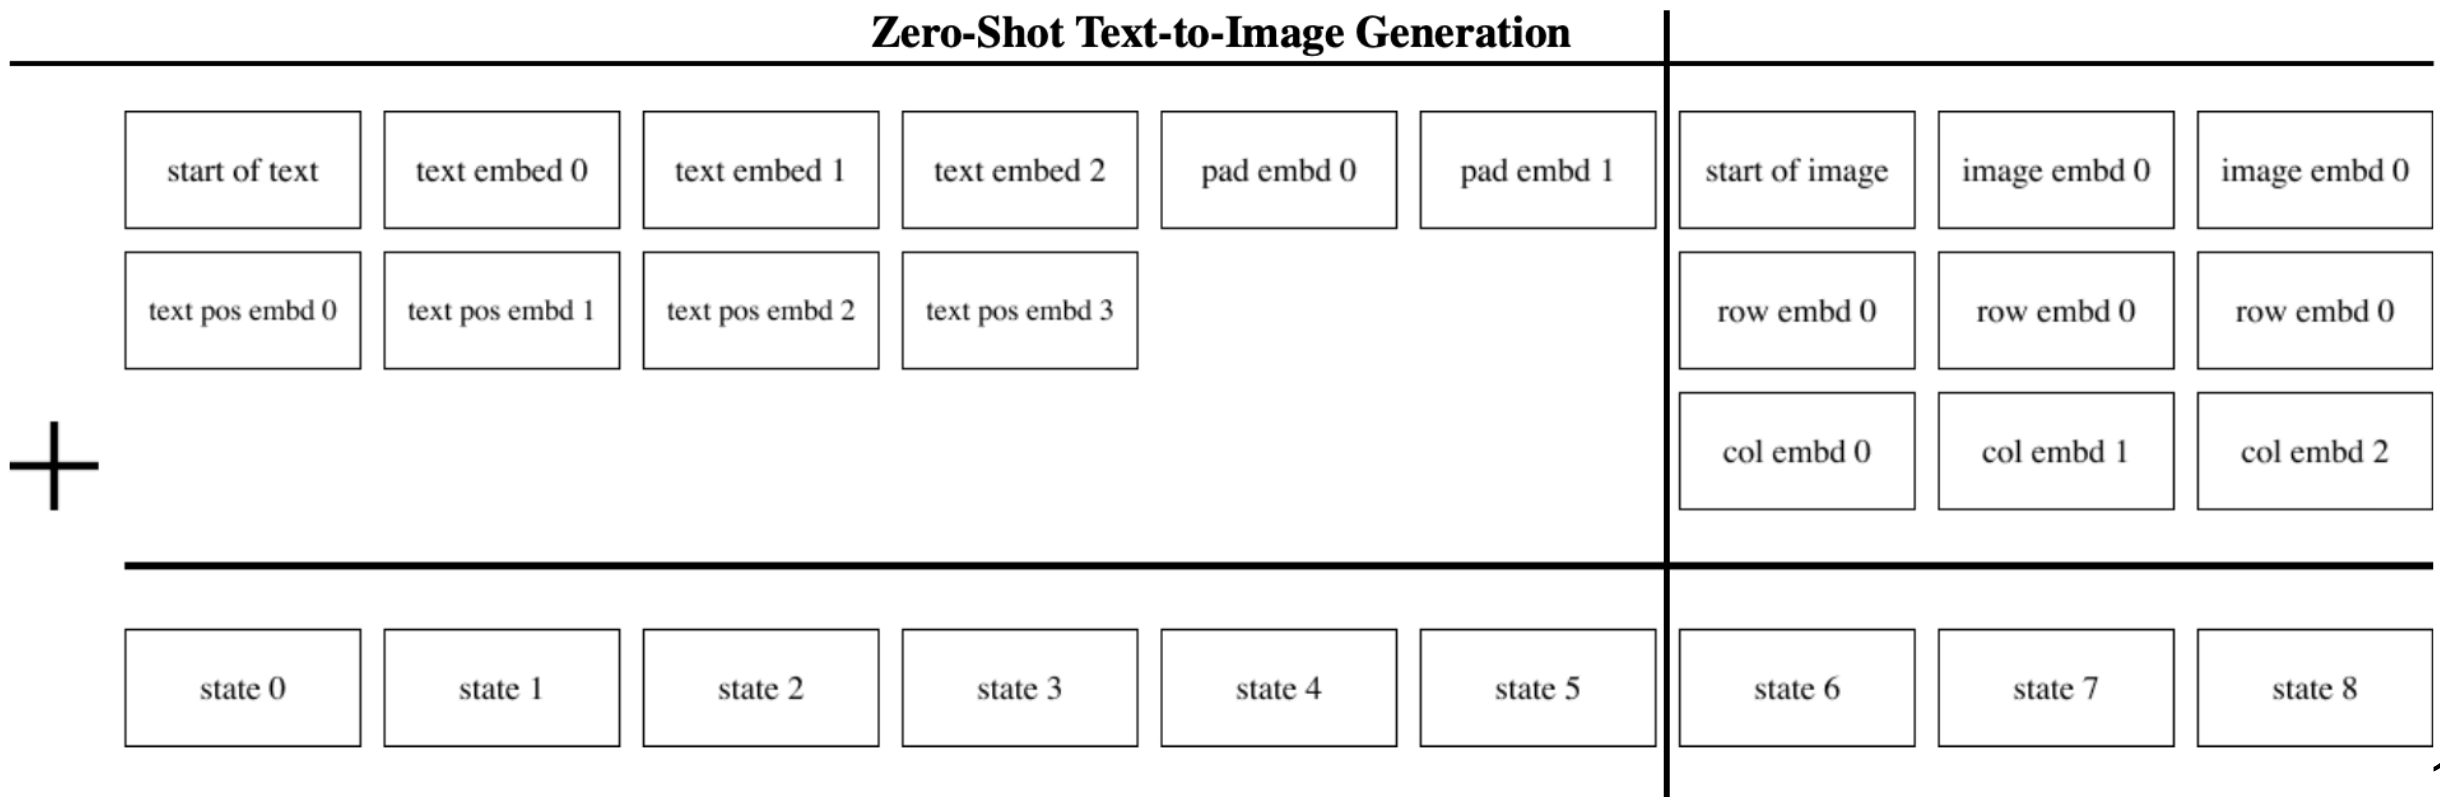 Zero-Shot Text-to-Image Generation
start of text text embed 0 text embed 1 text embed 2 pad embd 0 pad embd 1 start of image image embd 0 image embd 0
text pos embd 0 text pos embd 1 text pos embd 2 text pos embd 3 row embd 0 row embd 0 row embd 0
+ col embd 0 col embd 1 col embd 2
state 0 state 1 state 2 state 3 state 4 state 5 state 6 state 7 state 8